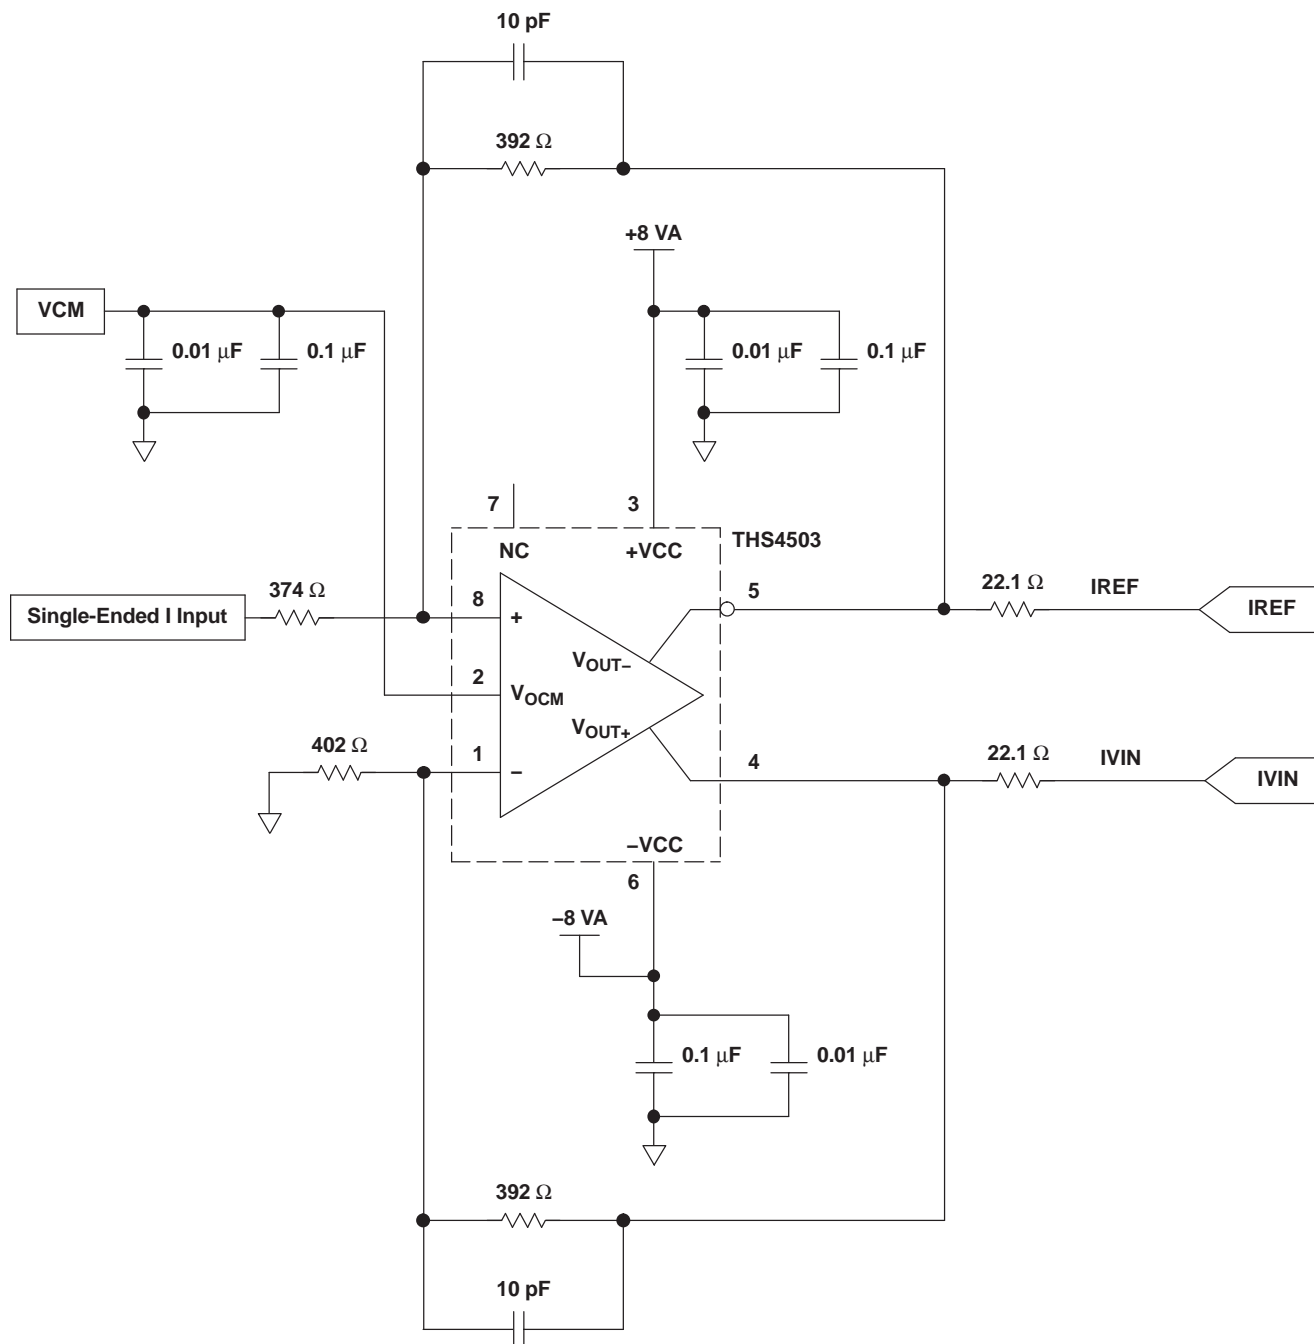 10 pF
392 Ω
+8 VA
VCM
0.01 μF
0.1 μF
0.01 μF
0.1 μF
7
3
THS4503
NC
+VCC
374 Ω
5
22.1 Ω
IREF
IREF
Single-Ended I Input
8
+
VOUT–
2
VOCM
VOUT+
402 Ω
1
–
4
22.1 Ω
IVIN
IVIN
–VCC
6
–8 VA
0.1 μF
0.01 μF
392 Ω
10 pF